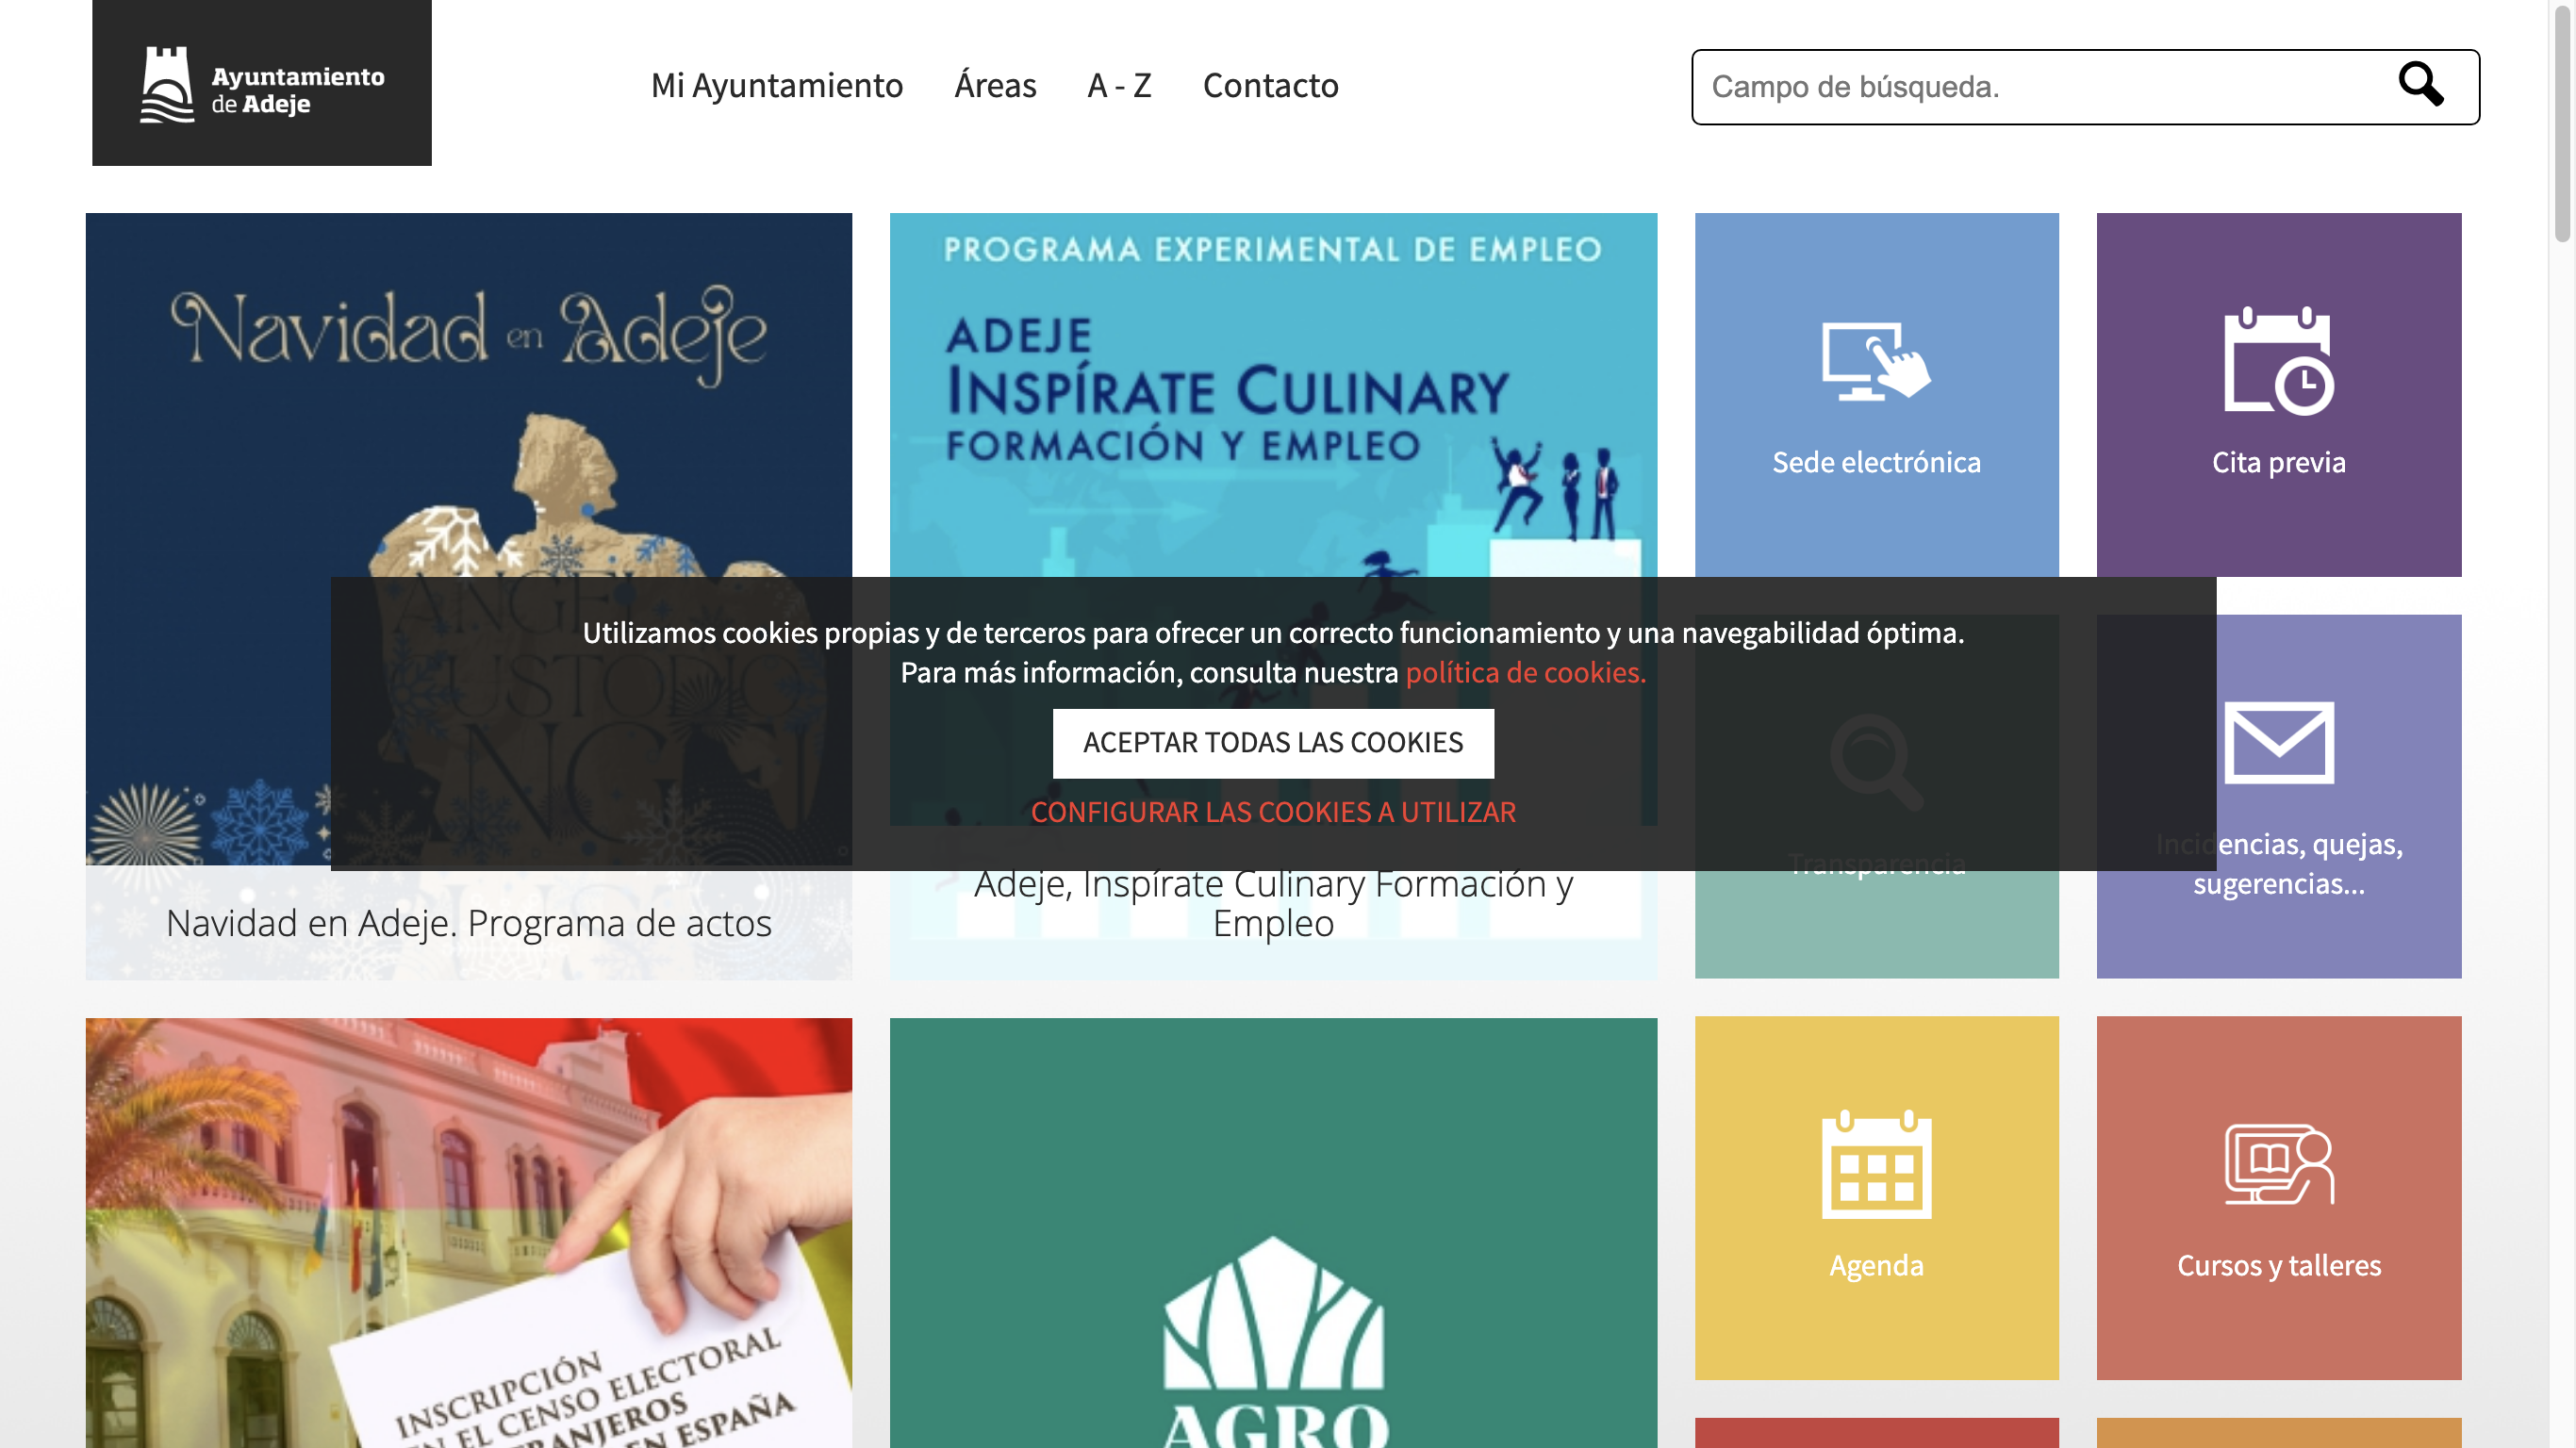 Ayuntamiento
de Adeje
Mi Ayuntamiento
Áreas
A - Z
Contacto
Campo de búsqueda.
Navidad en Adeje
Navidad en Adeje. Programa de actos
PROGRAMA EXPERIMENTAL DE EMPLEO
ADEJE
INSPÍRATE CULINARY
FORMACIÓN Y EMPLEO
Adeje, Inspírate Culinary Formación y
Empleo
Sede electrónica
Cita previa
Utilizamos cookies propias y de terceros para ofrecer un correcto funcionamiento y una navegabilidad óptima.
Para más información, consulta nuestra política de cookies.
ACEPTAR TODAS LAS COOKIES
CONFIGURAR LAS COOKIES A UTILIZAR
Transparencia
Incidencias, quejas,
sugerencias...
INSCRIPCIÓN
EL CENSO ELECTORAL
EN ESPAÑA
AGRO
Agenda
Cursos y talleres